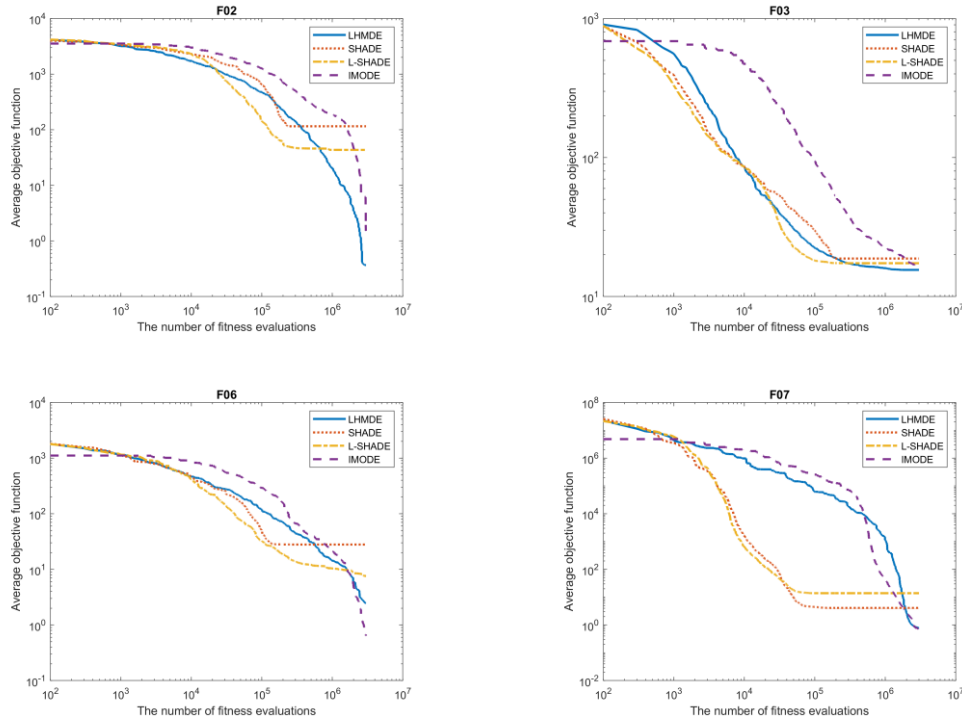 F02
10^4
10^3
10^2
10^1
10^0
10^-1
Average objective function
LHMDE
SHADE
L-SHADE
IMODE
10^2 10^3 10^4 10^5 10^6 10^7
The number of fitness evaluations
F03
10^3
10^2
10^1
Average objective function
LHMDE
SHADE
L-SHADE
IMODE
10^2 10^3 10^4 10^5 10^6 10^7
The number of fitness evaluations
F06
10^4
10^3
10^2
10^1
10^0
10^-1
Average objective function
LHMDE
SHADE
L-SHADE
IMODE
10^2 10^3 10^4 10^5 10^6 10^7
The number of fitness evaluations
F07
10^8
10^6
10^4
10^2
10^0
10^-2
Average objective function
LHMDE
SHADE
L-SHADE
IMODE
10^2 10^3 10^4 10^5 10^6 10^7
The number of fitness evaluations